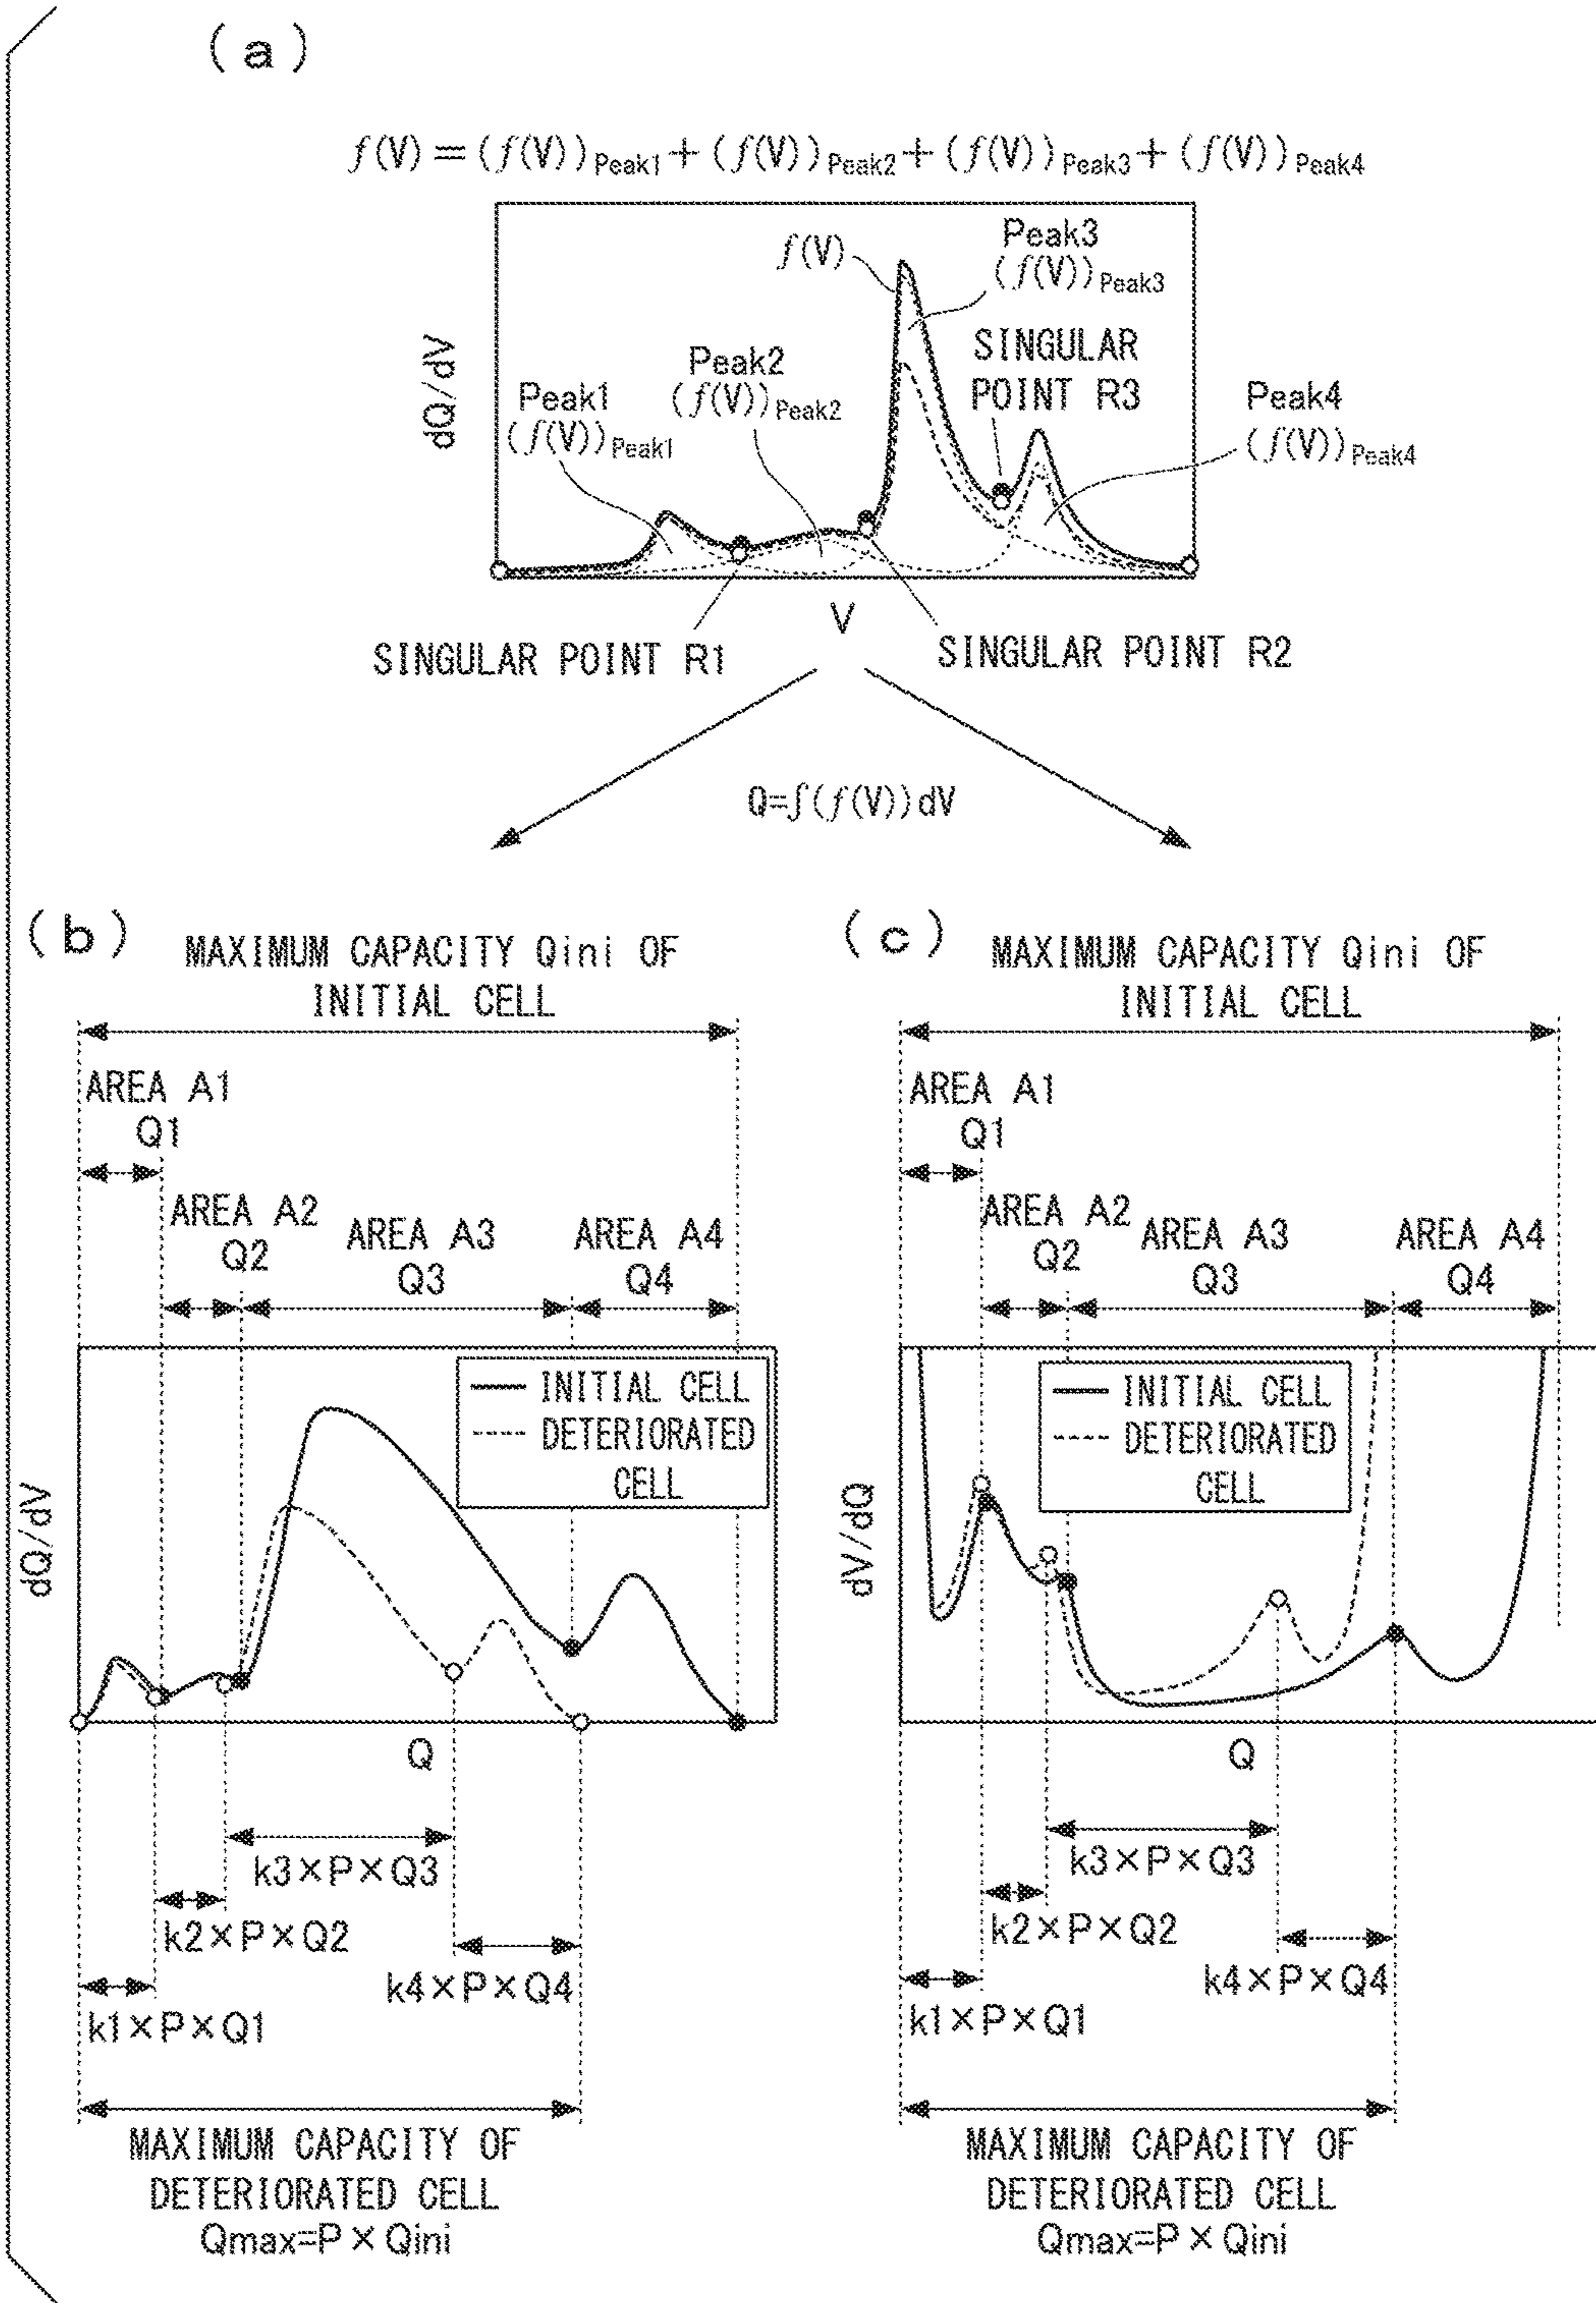 (a)
f(V)=(f(V))Peak1+(f(V))Peak2+(f(V))Peak3+(f(V))Peak4
f(V)
Peak3
(f(V))Peak3
SINGULAR
POINT R3
Peak2
(f(V))Peak2
Peak1
(f(V))Peak1
Peak4
(f(V))Peak4
dQ/dV
V
SINGULAR POINT R1
SINGULAR POINT R2
Q=∫(f(V))dV
(b)
MAXIMUM CAPACITY Qini OF
INITIAL CELL
AREA A1
Q1
AREA A2
Q2
AREA A3
Q3
AREA A4
Q4
INITIAL CELL
DETERIORATED
CELL
dQ/dV
Q
k3×P×Q3
k2×P×Q2
k4×P×Q4
k1×P×Q1
MAXIMUM CAPACITY OF
DETERIORATED CELL
Qmax=P×Qini
(c)
MAXIMUM CAPACITY Qini OF
INITIAL CELL
AREA A1
Q1
AREA A2
Q2
AREA A3
Q3
AREA A4
Q4
INITIAL CELL
DETERIORATED
CELL
dV/dQ
Q
k3×P×Q3
k2×P×Q2
k4×P×Q4
k1×P×Q1
MAXIMUM CAPACITY OF
DETERIORATED CELL
Qmax=P×Qini